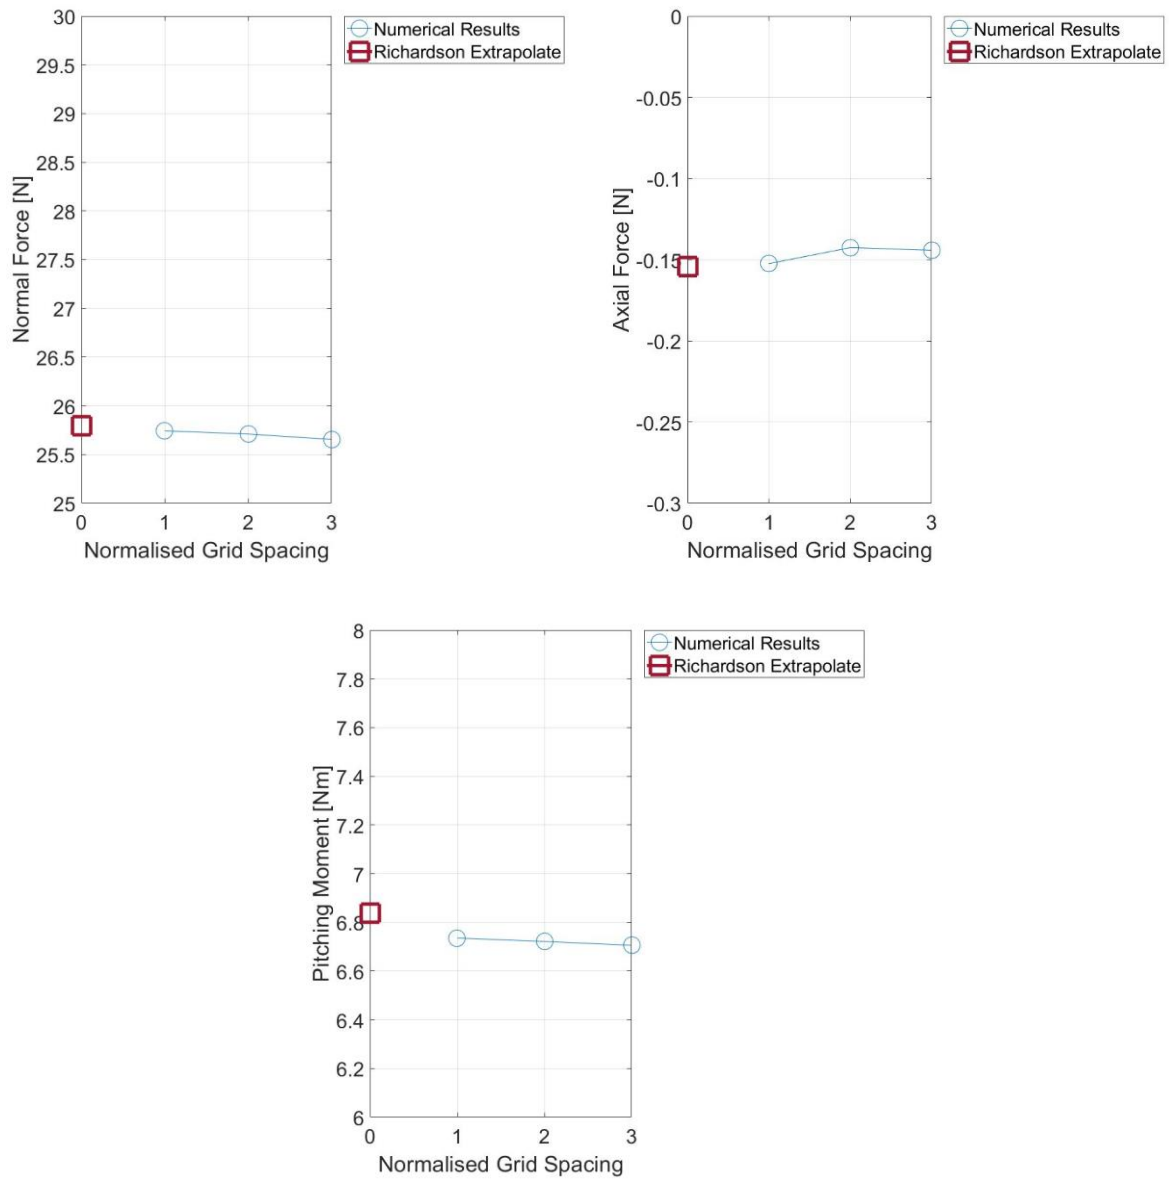 30
29.5
29
28.5
28
27.5
27
26.5
26
25.5
25
Normal Force [N]
0 1 2 3
Normalised Grid Spacing
Numerical Results
Richardson Extrapolate
0
-0.05
-0.1
-0.15
-0.2
-0.25
-0.3
Axial Force [N]
0 1 2 3
Normalised Grid Spacing
Numerical Results
Richardson Extrapolate
8
7.8
7.6
7.4
7.2
7
6.8
6.6
6.4
6.2
6
Pitching Moment [Nm]
0 1 2 3
Normalised Grid Spacing
Numerical Results
Richardson Extrapolate